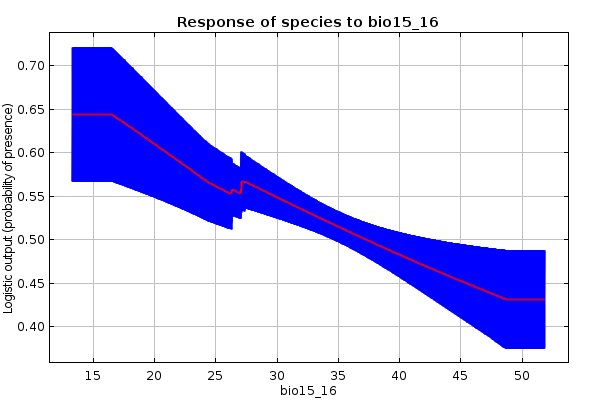 Response of species to bio15_16
Logistic output (probability of presence)
0.70
0.65
0.60
0.55
0.50
0.45
0.40
15 20 25 30 35 40 45 50
bio15_16